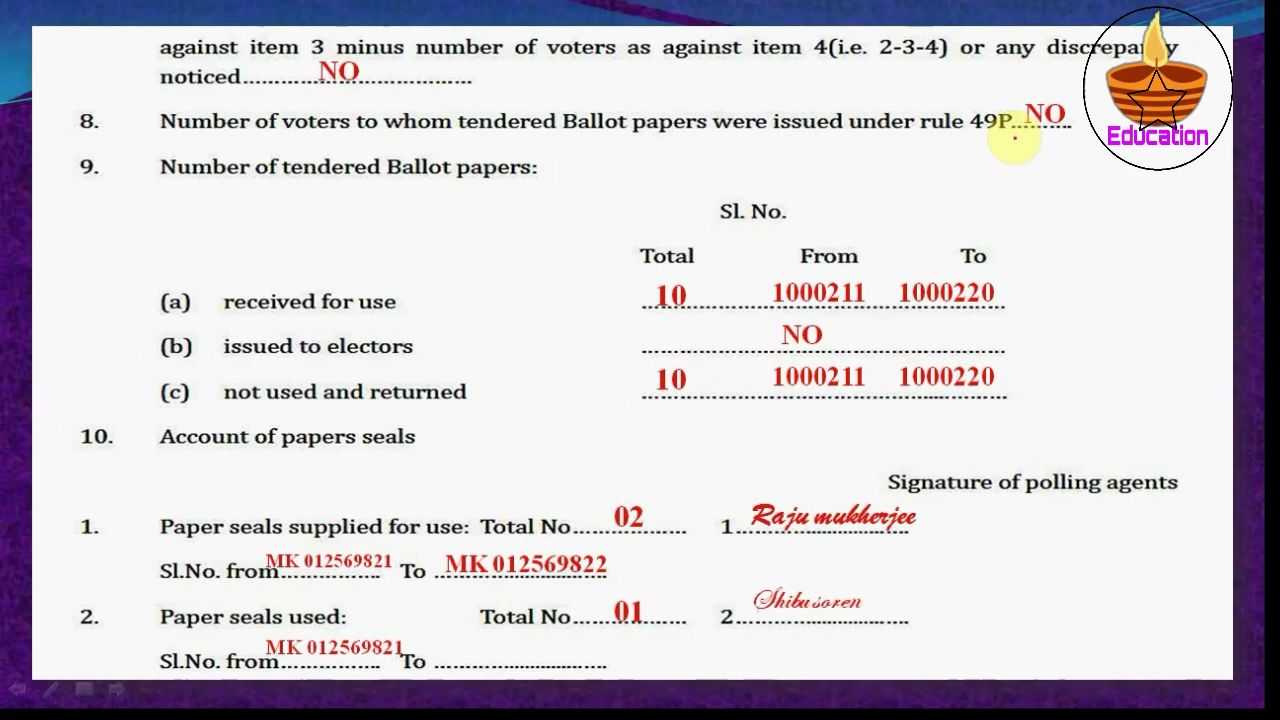 against item 3 minus number of voters as against item 4(i.e. 2-3-4) or any discrepancy
noticed..........NO..........
8. Number of voters to whom tendered Ballot papers were issued under rule 49P....NO....
Education
9. Number of tendered Ballot papers:
Sl. No.
Total From To
(a) received for use 10 1000211 1000220
(b) issued to electors NO
(c) not used and returned 10 1000211 1000220
10. Account of papers seals
Signature of polling agents
1. Paper seals supplied for use: Total No......02...... 1 Raju mukherjee
Sl.No. from MK 012569821 To MK 012569822
2. Paper seals used: Total No......01...... 2 Shibu soren
Sl.No. from MK 012569821 To ....................